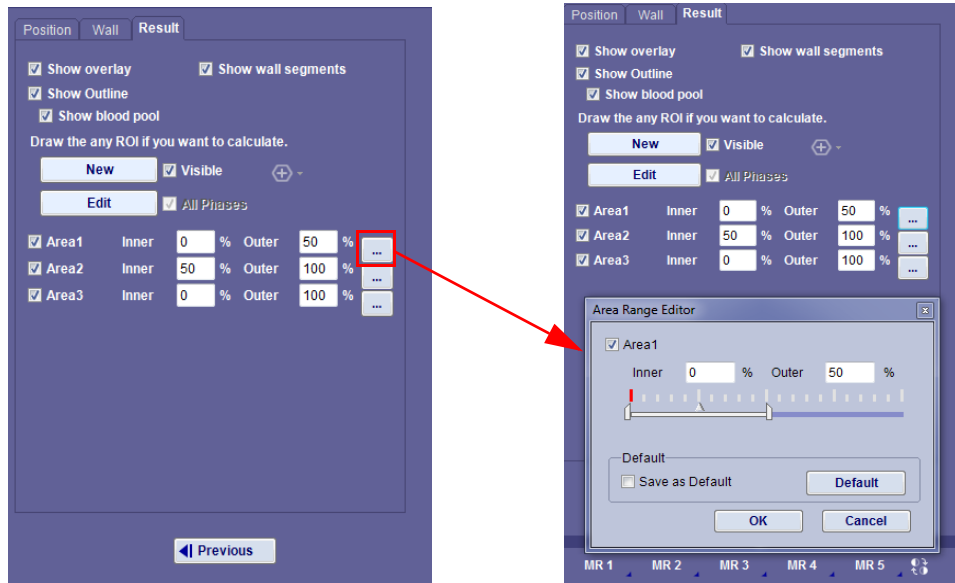 Position Wall Result
Show overlay Show wall segments
Show Outline
Show blood pool
Draw the any ROI if you want to calculate.
New Visible
Edit All Phases
Area1 Inner 0 % Outer 50 % ...
Area2 Inner 50 % Outer 100 % ...
Area3 Inner 0 % Outer 100 % ...
Previous
Position Wall Result
Show overlay Show wall segments
Show Outline
Show blood pool
Draw the any ROI if you want to calculate.
New Visible
Edit All Phases
Area1 Inner 0 % Outer 50 % ...
Area2 Inner 50 % Outer 100 % ...
Area3 Inner 0 % Outer 100 % ...
Area Range Editor
Area1
Inner 0 % Outer 50 %
Default
Save as Default Default
OK Cancel
MR 1 MR 2 MR 3 MR 4 MR 5